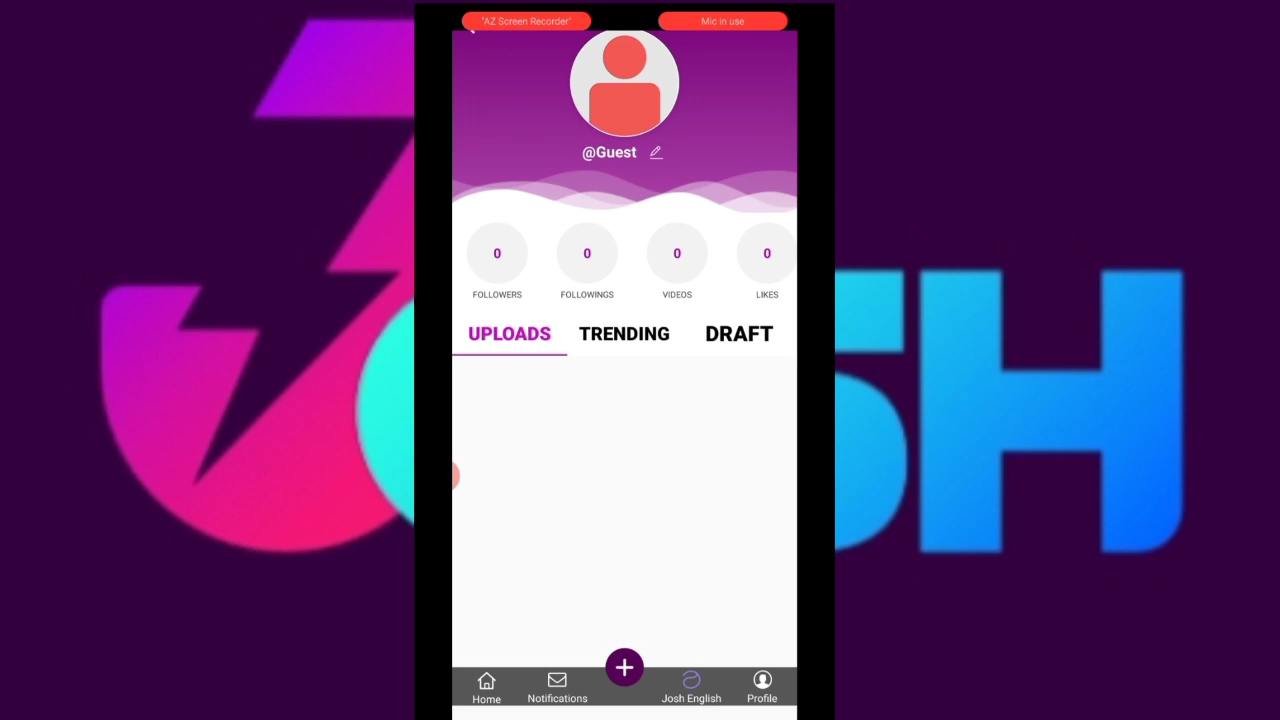 "AZ Screen Recorder" Mic in use
@Guest
0 0 0 0
FOLLOWERS FOLLOWINGS VIDEOS LIKES
UPLOADS TRENDING DRAFT
JOSH
+
Home Notifications Josh English Profile